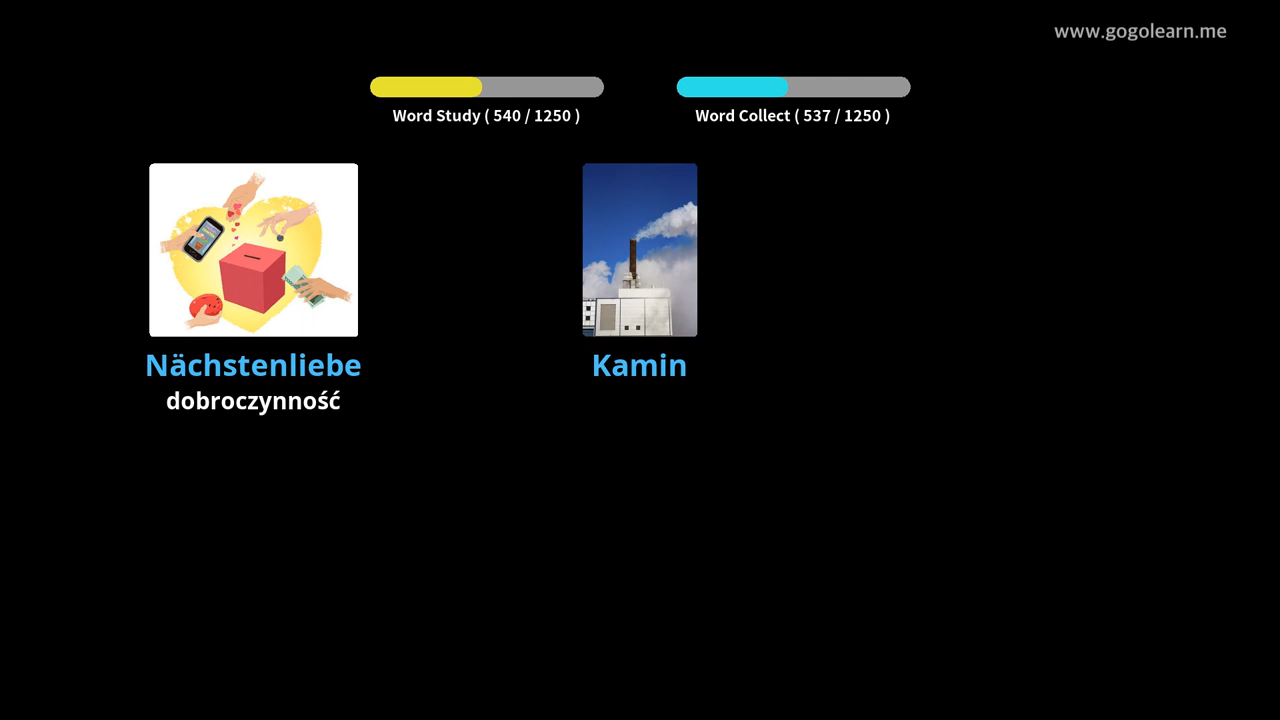 www.gogolearn.me
Word Study ( 540 / 1250 )
Word Collect ( 537 / 1250 )
Nächstenliebe
dobroczynność
Kamin